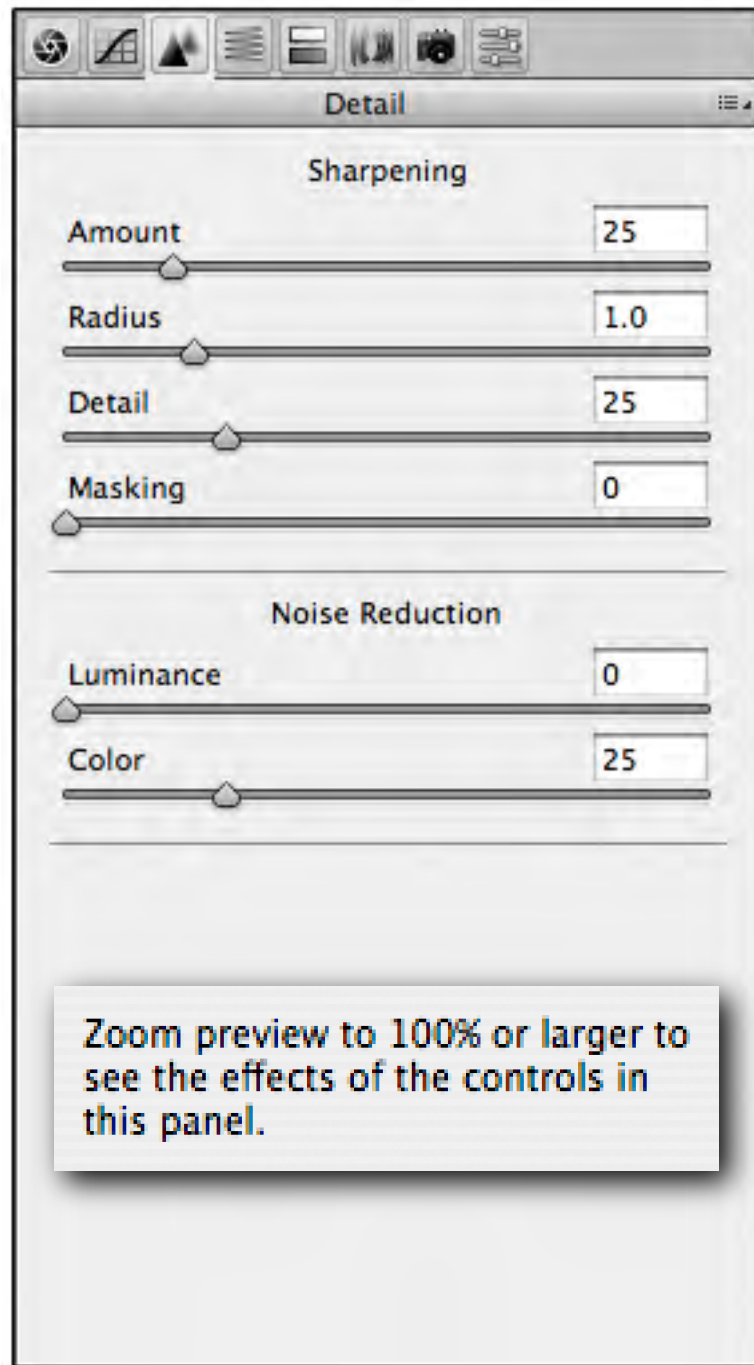 Detail
Sharpening
Amount 25
Radius 1.0
Detail 25
Masking 0
Noise Reduction
Luminance 0
Color 25
Zoom preview to 100% or larger to
see the effects of the controls in
this panel.